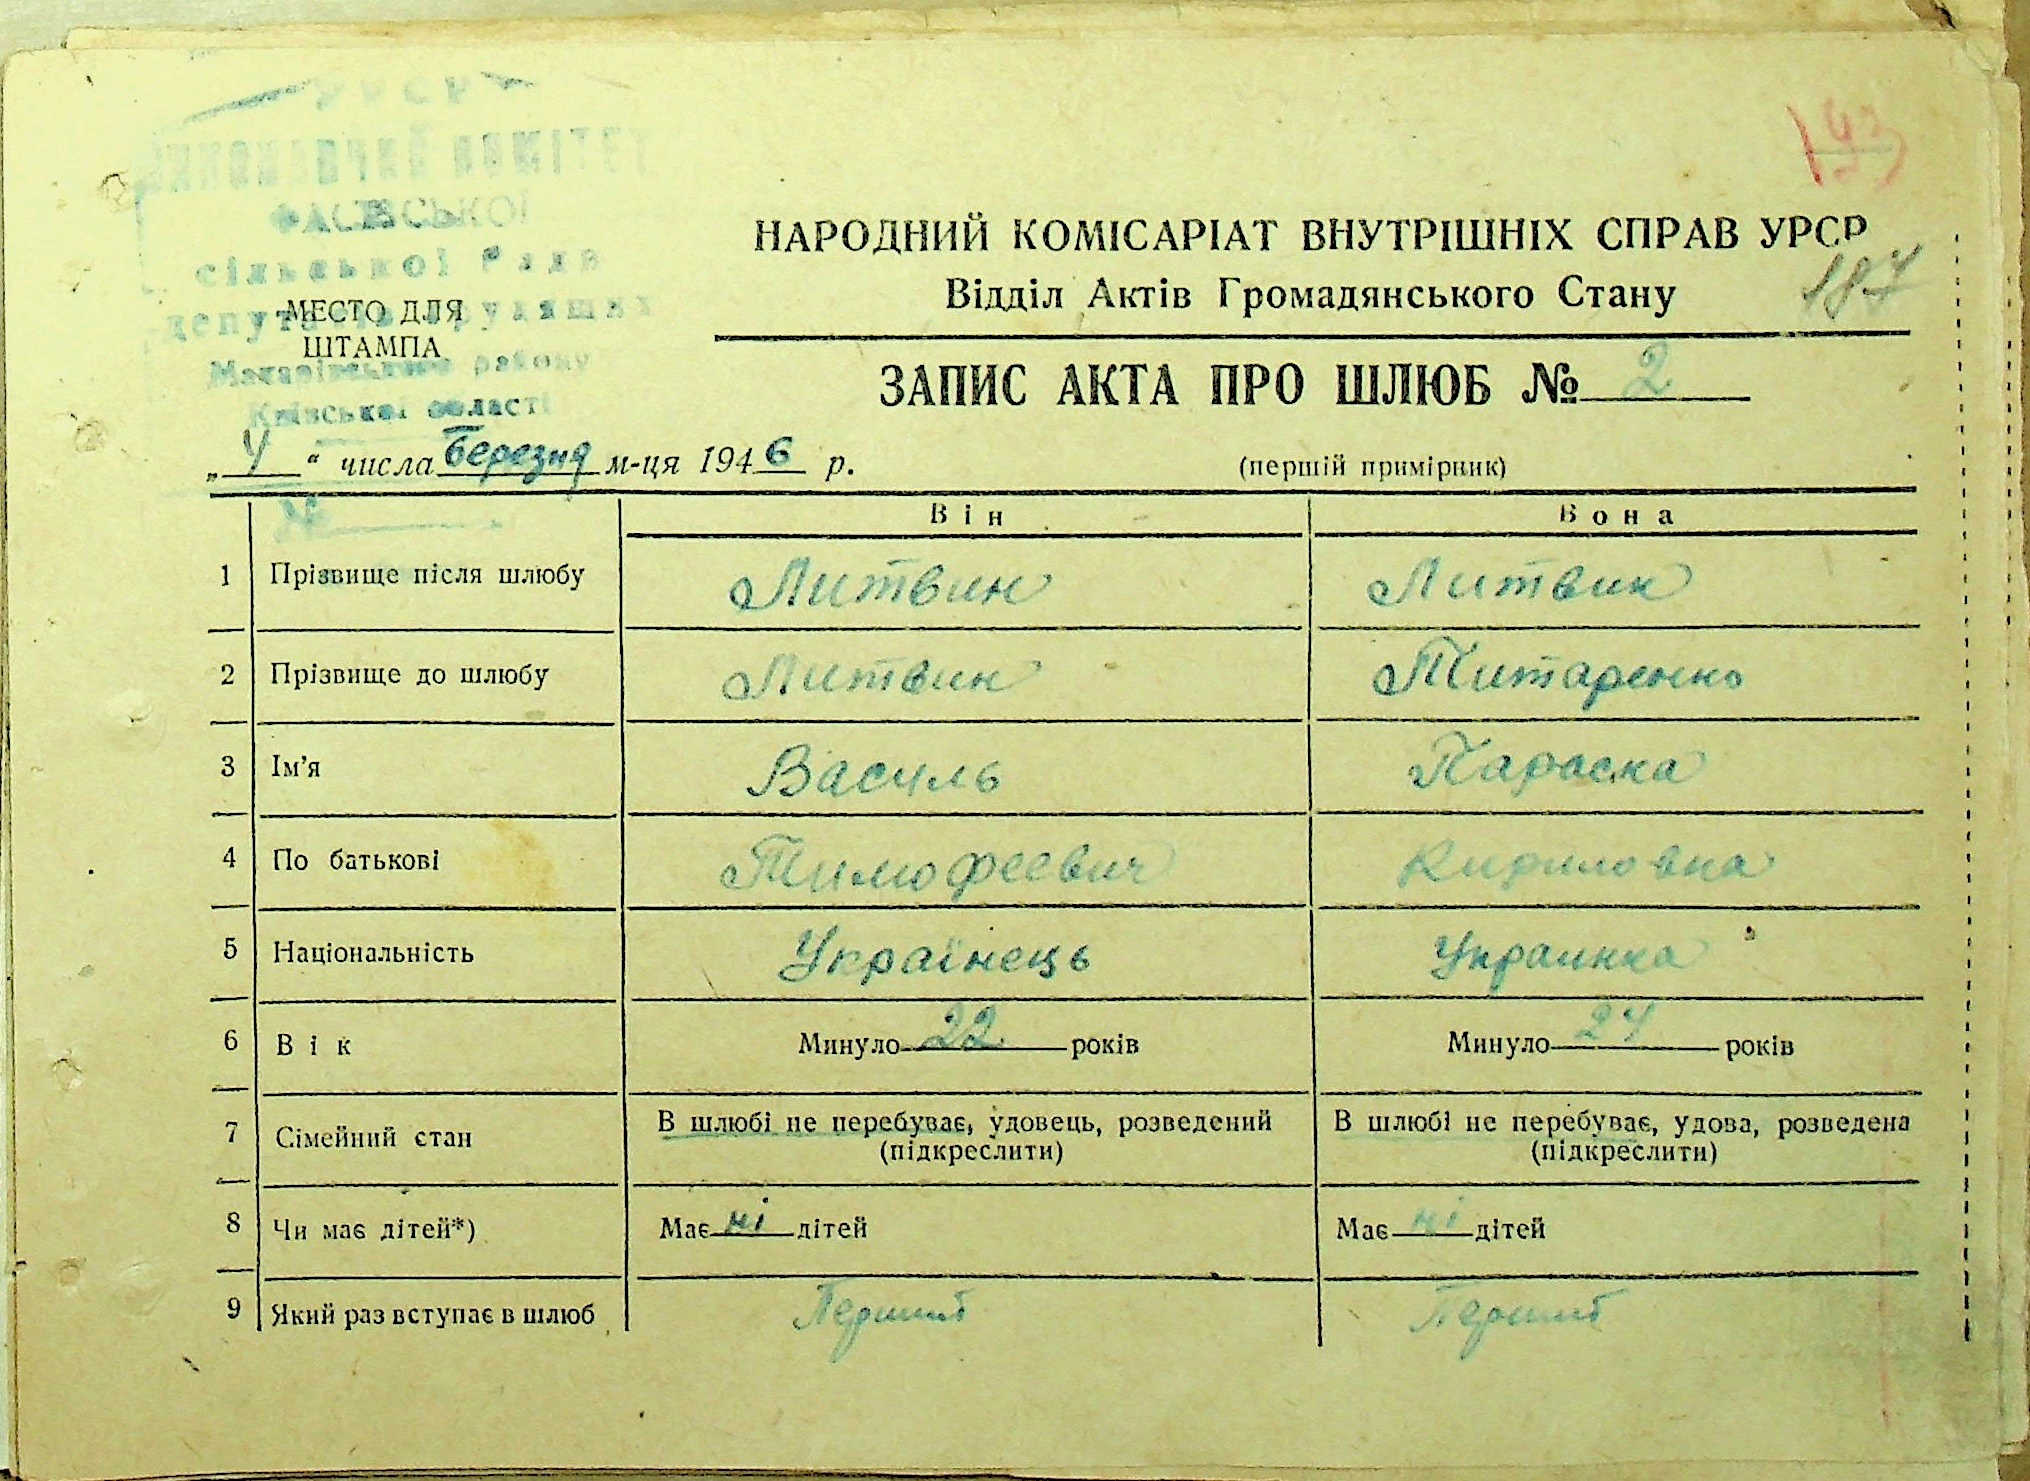 УРСР
ВИКОНАВЧИЙ КОМІТЕТ
ФАСІВСЬКОЇ
сільської Ради
депутатів трудящих
Макарівського району
Київської області
№
МЕСТО ДЛЯ
ШТАМПА
НАРОДНИЙ КОМІСАРІАТ ВНУТРІШНІХ СПРАВ УРСР
187
Відділ Актів Громадянського Стану
ЗАПИС АКТА ПРО ШЛЮБ № 2
„4“ числа березня м-ця 1946 р. (першій примірник)
Він Вона
1 Прізвище після шлюбу Литвин Литвин
2 Прізвище до шлюбу Литвин Титаренко
3 Ім'я Василь Параска
4 По батькові Тимофеевич Кириловна
5 Національність Українець Украинка
6 Вік Минуло 22 років Минуло 24 років
7 Сімейний стан В шлюбі не перебуває, удовець, розведений В шлюбі не перебуває, удова, розведена
(підкреслити) (підкреслити)
8 Чи має дітей*) Має ні дітей Має ні дітей
9 Який раз вступає в шлюб Перший Перший